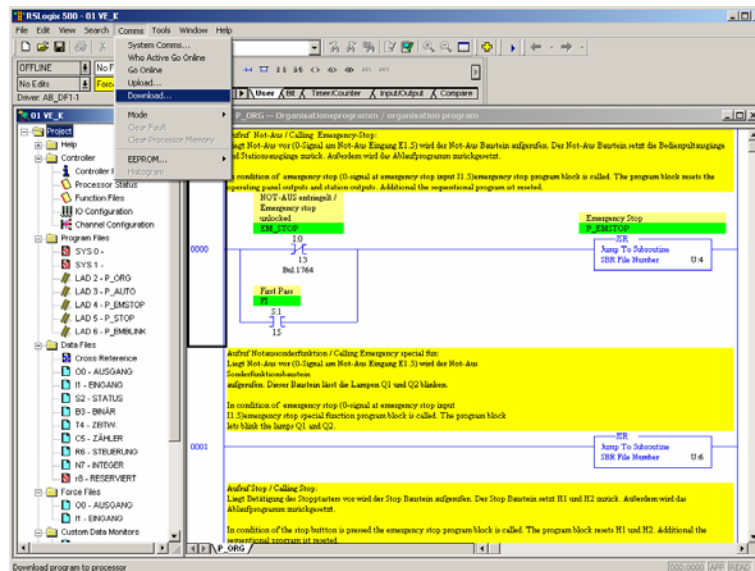 RSLogix 500 - 01 VE_K
File Edit View Search Comms Tools Window Help
System Comms...
Who Active Go Online
Go Online
Upload...
Download...
Mode
Clear Fault
Clear Processor Memory
EEPROM...
Histogram
OFFLINE
No F
No Edits
Forc
Driver: AB_DF1-1
User Bit Timer/Counter Input/Output Compare
01 VE_K
Project
Help
Controller
Controller
Processor Status
Function Files
IO Configuration
Channel Configuration
Program Files
SYS 0 -
SYS 1 -
LAD 2 - P_ORG
LAD 3 - P_AUTO
LAD 4 - P_EMSTOP
LAD 5 - P_STOP
LAD 6 - P_EMBLINK
Data Files
Cross Reference
O0 - AUSGANG
I1 - EINGANG
S2 - STATUS
B3 - BINÄR
T4 - ZEITW.
C5 - ZÄHLER
R6 - STEUERUNG
N7 - INTEGER
r8 - RESERVIERT
Force Files
O0 - AUSGANG
I1 - EINGANG
Custom Data Monitors
P_ORG -- Organisationsprogramm / organisation program
Aufruf Not-Aus / Calling Emergency-Stop:
Liegt Not-Aus vor (0-Signal am Not-Aus Eingang E1.5) wird der Not-Aus Baustein aufgerufen. Der Not-Aus Baustein setzt die Bedienpultausgänge
und Stationsausgänge zurück. Außerdem wird das Ablaufprogramm zurückgesetzt.
n condition of emergency stop (0-signal at emergency stop input I1.5)emergency stop program block is called. The program block resets the
operating panel outputs and station outputs. Additional the sequentional program ist reseted.
NOT-AUS entriegelt /
Emergency stop
unlocked
EM_STOP
I:0
13
Bul.1764
Emergency Stop
P_EMSTOP
JSR
Jump To Subroutine
SBR File Number U:4
0000
First Pass
FI
S:1
15
Aufruf Notaussonderfunktion / Calling Emergency special fun:
Liegt Not-Aus vor (0-Signal am Not-Aus Eingang E1.5) wird der Not-Aus
Sonderfunktionsbaustein
aufgerufen. Dieser Baustein lässt die Lampen Q1 und Q2 blinken.
In condition of emergency stop (0-signal at emergency stop input
I1.5)emergency stop special function program block is called. The program block
lets blink the lamps Q1 and Q2.
0001
JSR
Jump To Subroutine
SBR File Number U:6
Aufruf Stop / Calling Stop:
Liegt Betätigung des Stopptasters vor wird der Stop Baustein aufgerufen. Der Stop Baustein setzt H1 und H2 zurück. Außerdem wird das
Ablaufprogramm zurückgesetzt.
In condition of the stop buttton is pressed the emergency stop program block is called. The program block resets H1 und H2. Additional the
sequentional program ist reseted.
P_ORG
Download program to processor
000:0000 APP READ